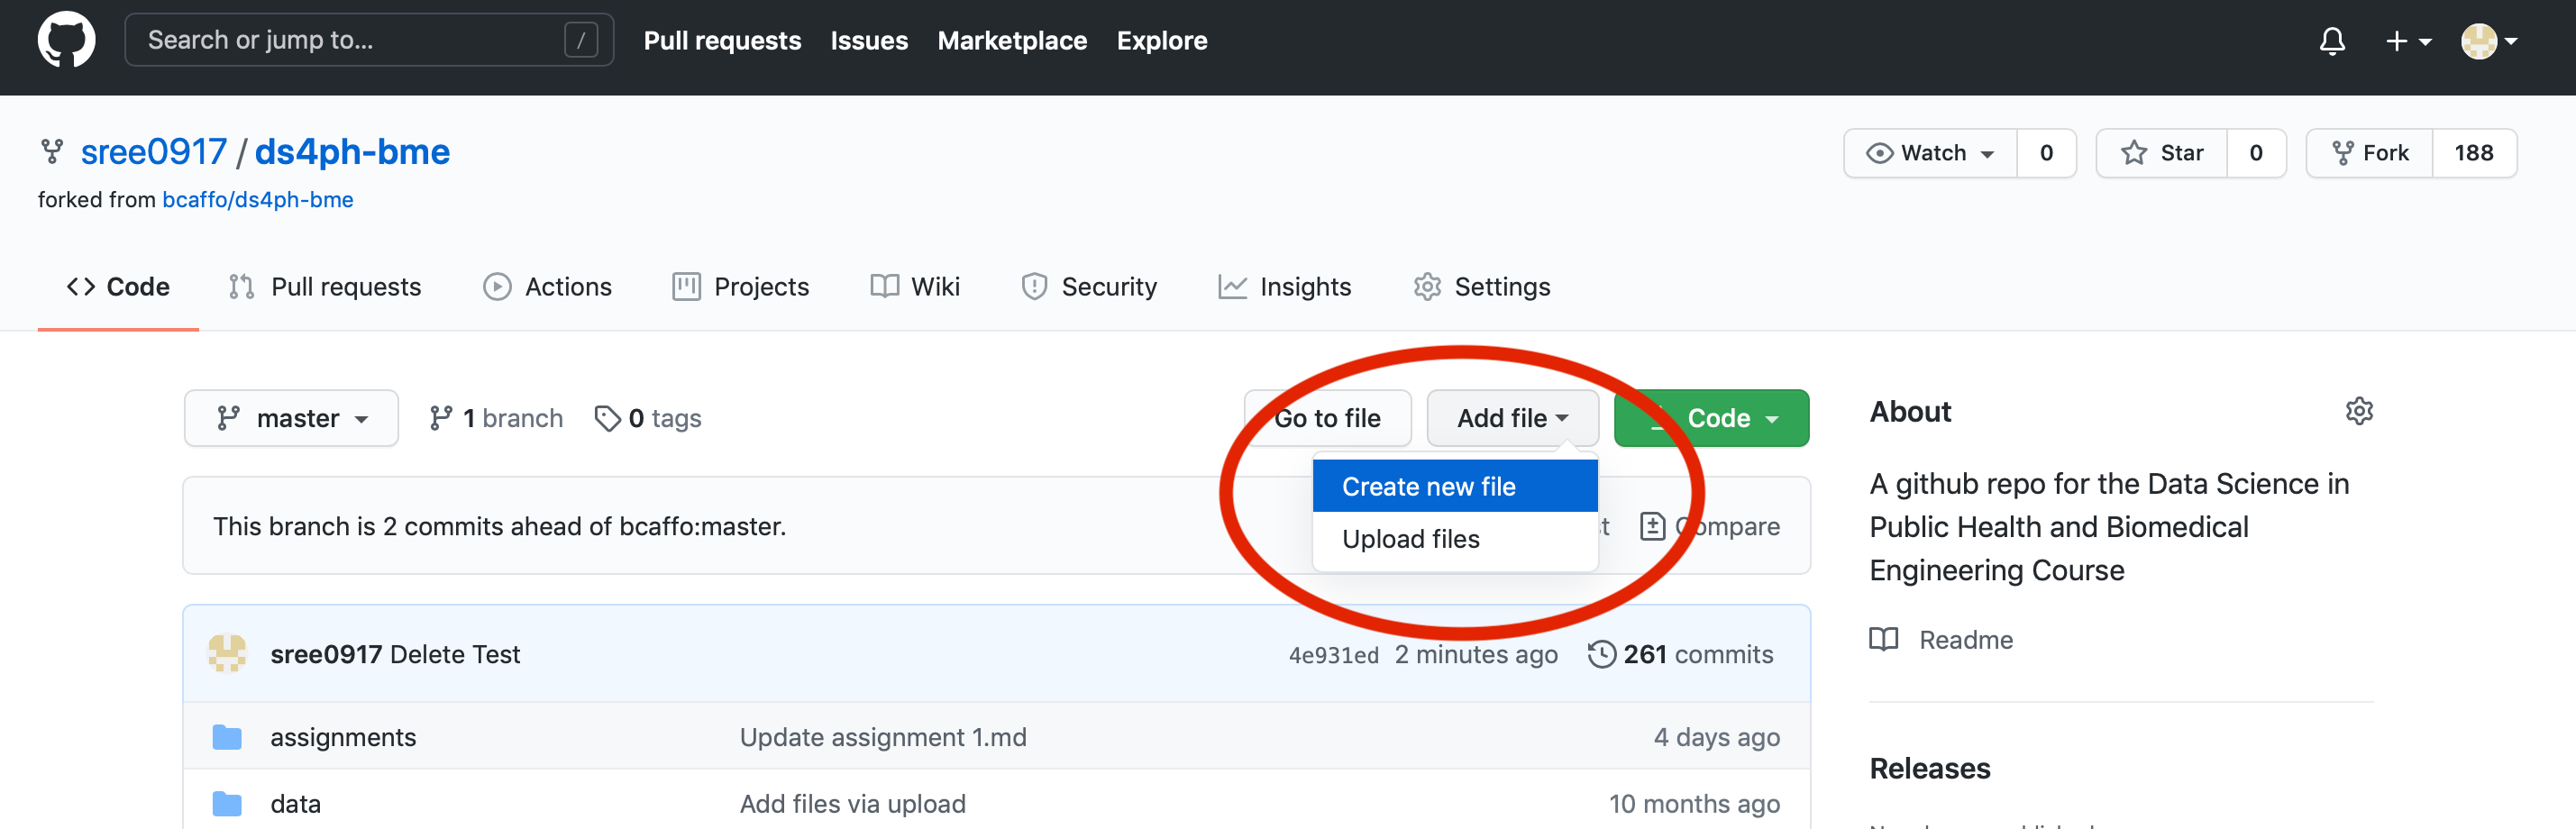 Search or jump to... / Pull requests Issues Marketplace Explore
sree0917 / ds4ph-bme Watch 0 Star 0 Fork 188
forked from bcaffo/ds4ph-bme
Code Pull requests Actions Projects Wiki Security Insights Settings
master 1 branch 0 tags Go to file Add file Code
Create new file
Upload files
This branch is 2 commits ahead of bcaffo:master. Compare
sree0917 Delete Test 4e931ed 2 minutes ago 261 commits
assignments Update assignment 1.md 4 days ago
data Add files via upload 10 months ago
About
A github repo for the Data Science in
Public Health and Biomedical
Engineering Course
Readme
Releases